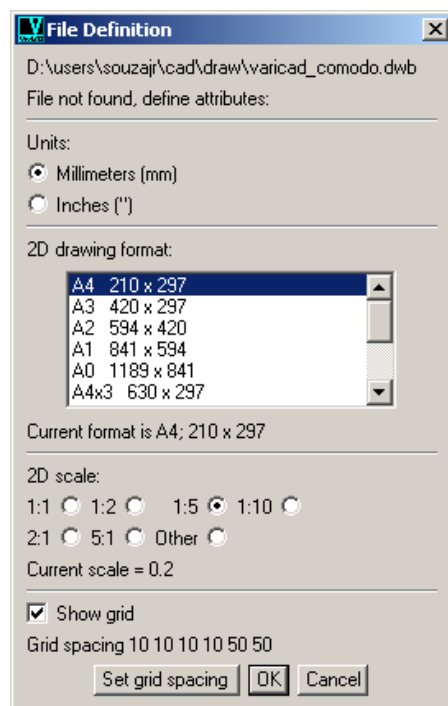 File Definition
D:\users\souzajr\cad\draw\varicad_comodo.dwb
File not found, define attributes:
Units:
Millimeters (mm)
Inches ('')
2D drawing format:
A4 210 x 297
A3 420 x 297
A2 594 x 420
A1 841 x 594
A0 1189 x 841
A4x3 630 x 297
Current format is A4; 210 x 297
2D scale:
1:1 1:2 1:5 1:10
2:1 5:1 Other
Current scale = 0.2
Show grid
Grid spacing 10 10 10 10 50 50
Set grid spacing OK Cancel